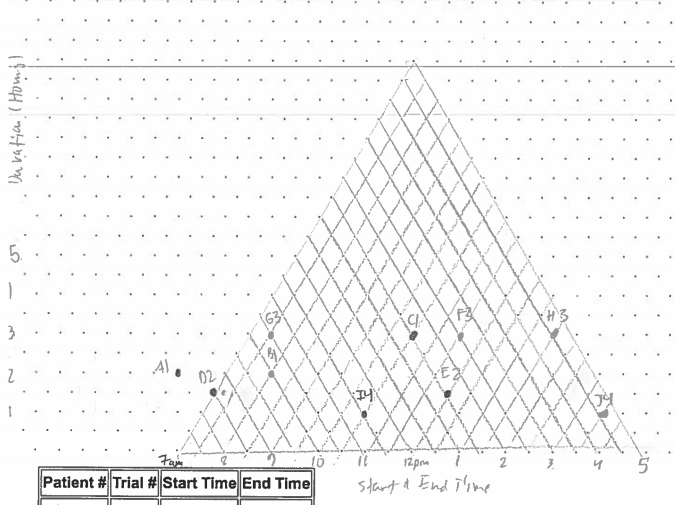 Duration (Hours)
5
1
3
2
1
G3
C1
F3
H3
A1
B1
D2
E2
I4
J4
7am 8 9 10 11 12pm 1 2 3 4 5
Start & End Time
Patient # Trial # Start Time End Time